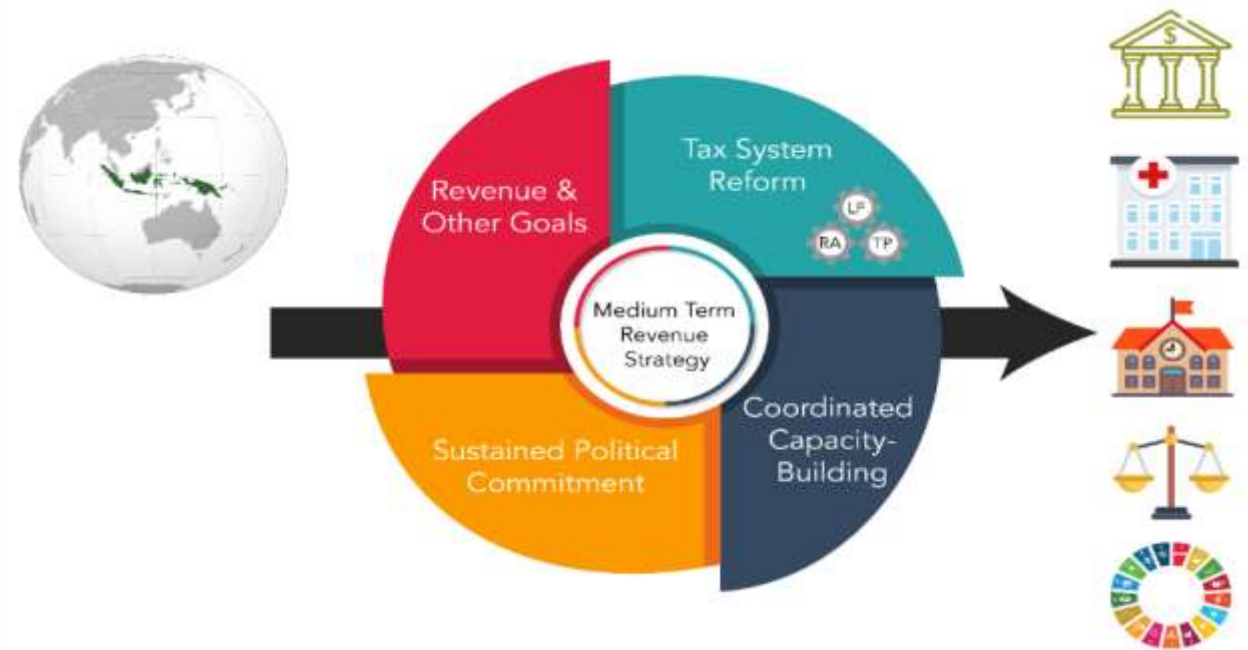 Revenue &
Other Goals
Tax System
Reform
LF
RA
TP
Medium Term
Revenue
Strategy
Sustained Political
Commitment
Coordinated
Capacity-
Building
$